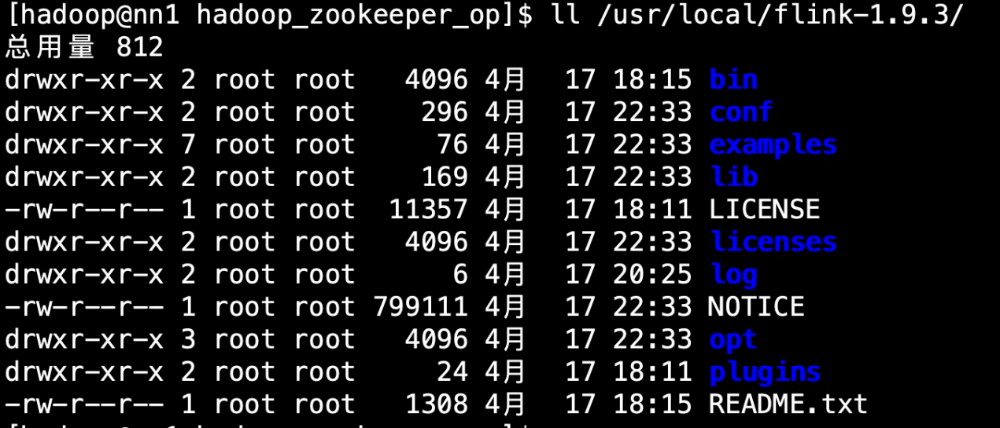 [hadoop@nn1 hadoop_zookeeper_op]$ ll /usr/local/flink-1.9.3/
总用量 812
drwxr-xr-x 2 root root   4096 4月   17 18:15 bin
drwxr-xr-x 2 root root    296 4月   17 22:33 conf
drwxr-xr-x 7 root root     76 4月   17 22:33 examples
drwxr-xr-x 2 root root    169 4月   17 22:33 lib
-rw-r--r-- 1 root root  11357 4月   17 18:11 LICENSE
drwxr-xr-x 2 root root   4096 4月   17 22:33 licenses
drwxr-xr-x 2 root root      6 4月   17 20:25 log
-rw-r--r-- 1 root root 799111 4月   17 22:33 NOTICE
drwxr-xr-x 3 root root   4096 4月   17 22:33 opt
drwxr-xr-x 2 root root     24 4月   17 18:11 plugins
-rw-r--r-- 1 root root   1308 4月   17 18:15 README.txt